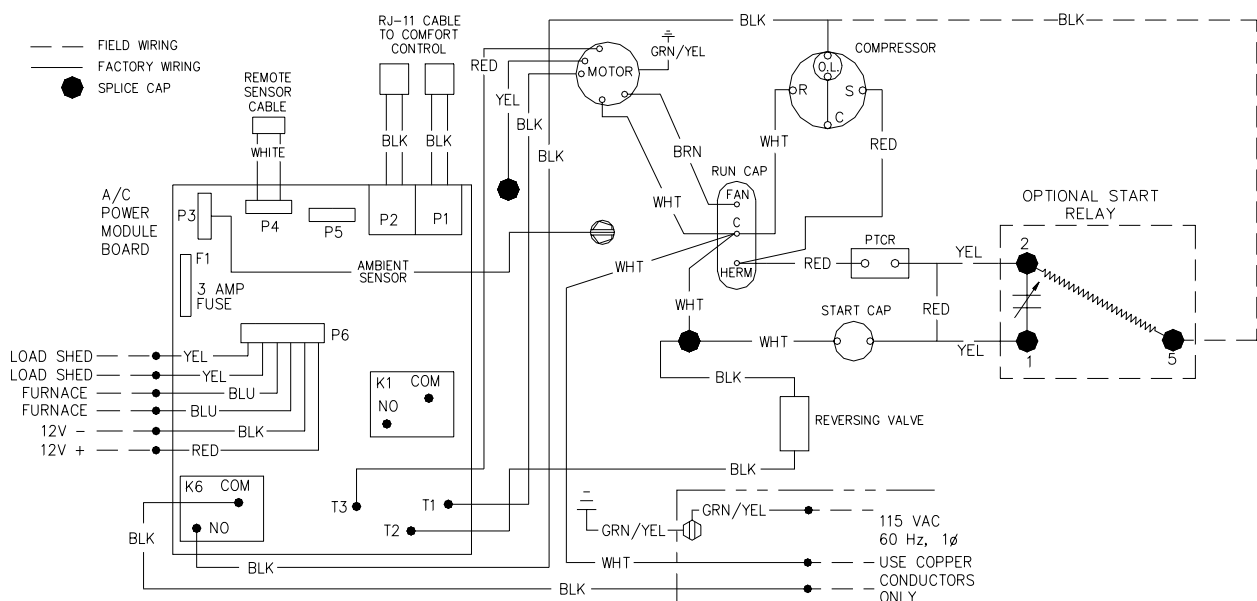 FIELD WIRING
FACTORY WIRING
SPLICE CAP
RJ-11 CABLE
TO COMFORT
CONTROL
REMOTE
SENSOR
CABLE
WHITE
BLK
BLK
RED
YEL
BLK
BLK
MOTOR
GRN/YEL
BLK
BLK
COMPRESSOR
O.L.
R
S
C
WHT
RED
BRN
WHT
RUN CAP
FAN
C
HERM
WHT
WHT
A/C
POWER
MODULE
BOARD
P3
P4
P5
P2
P1
F1
3 AMP
FUSE
AMBIENT
SENSOR
P6
OPTIONAL START
RELAY
PTCR
RED
YEL
2
START CAP
RED
WHT
YEL
1
5
LOAD SHED
YEL
LOAD SHED
YEL
FURNACE
BLU
FURNACE
BLU
12V -
BLK
12V +
RED
K1
COM
NO
BLK
REVERSING VALVE
BLK
K6
COM
NO
T3
T1
T2
BLK
BLK
GRN/YEL
GRN/YEL
115 VAC
60 Hz, 1ø
WHT
USE COPPER
BLK
CONDUCTORS
ONLY